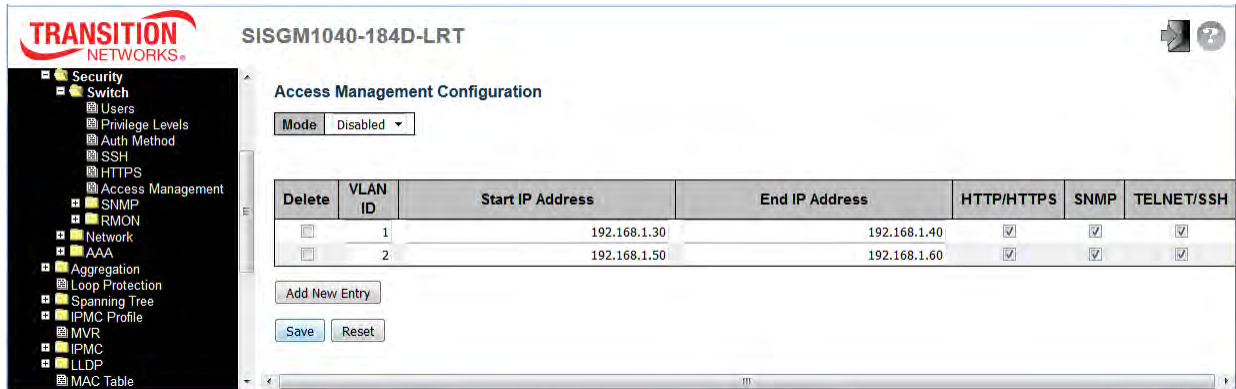 TRANSITION
NETWORKS®
SISGM1040-184D-LRT
Security
Switch
Users
Privilege Levels
Auth Method
SSH
HTTPS
Access Management
SNMP
RMON
Network
AAA
Aggregation
Loop Protection
Spanning Tree
IPMC Profile
MVR
IPMC
LLDP
MAC Table
Access Management Configuration
Mode Disabled
Delete VLAN ID Start IP Address End IP Address HTTP/HTTPS SNMP TELNET/SSH
1 192.168.1.30 192.168.1.40
2 192.168.1.50 192.168.1.60
Add New Entry
Save Reset